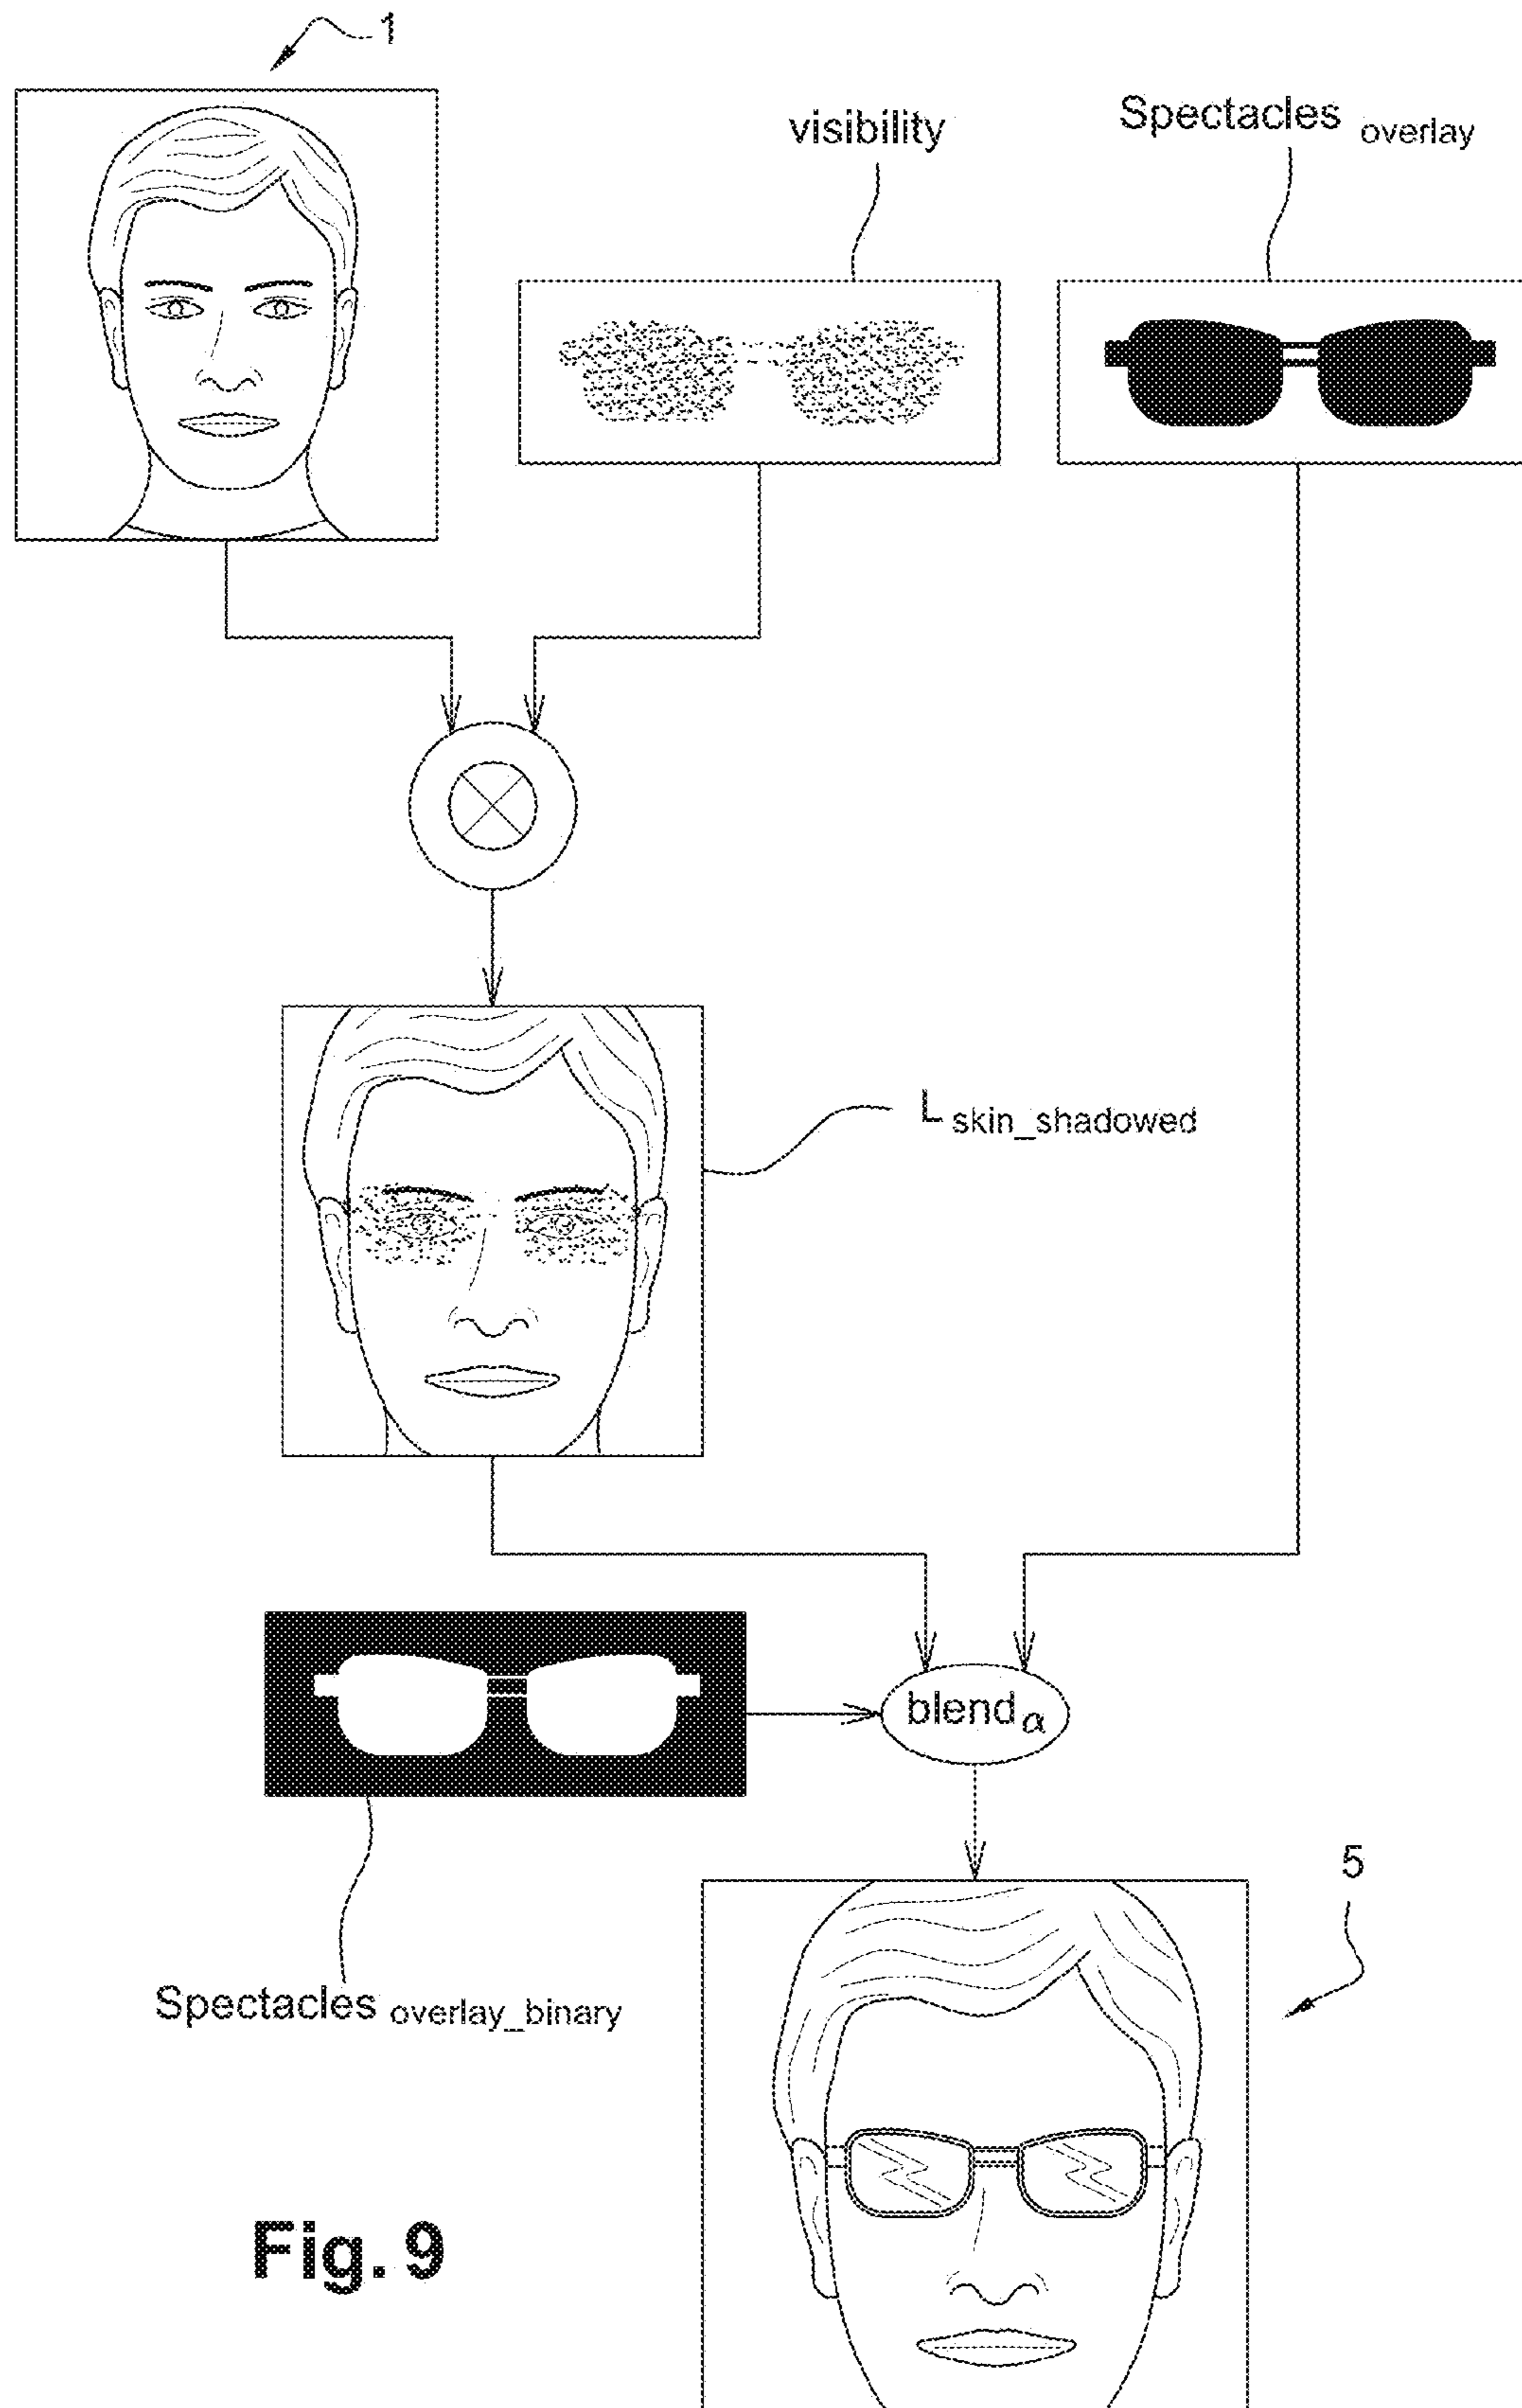 1
visibility
Spectacles overlay
L skin_shadowed
blend α
Spectacles overlay_binary
5
Fig. 9